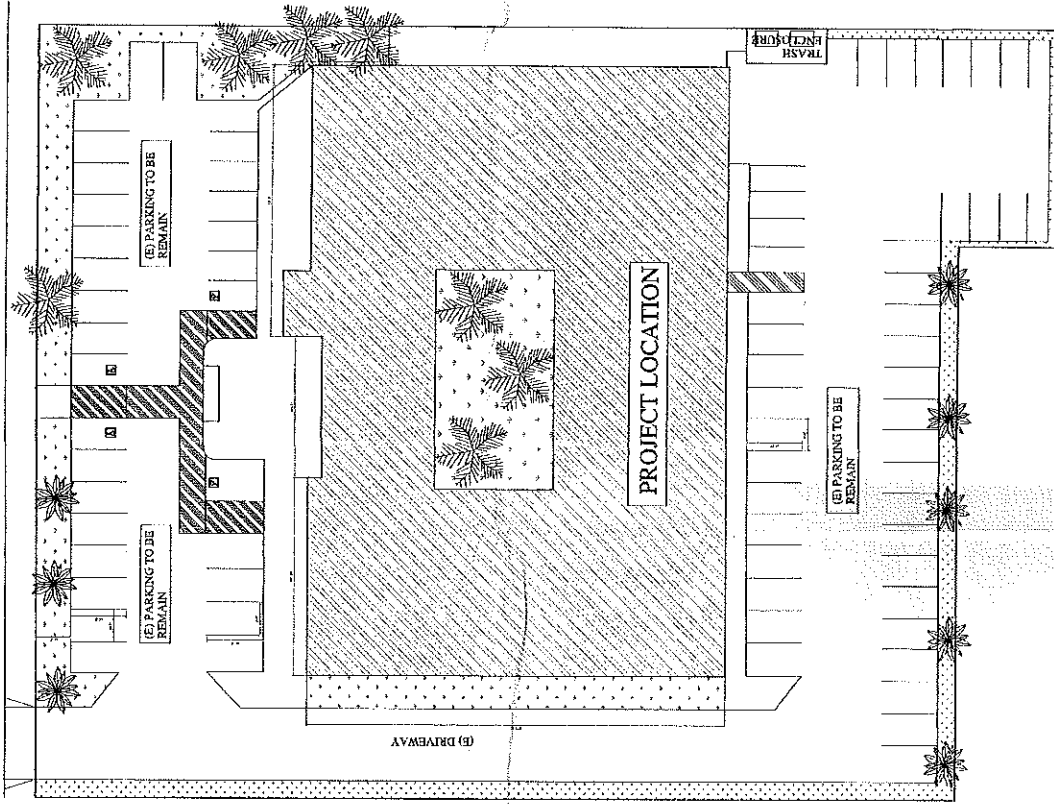 TRASH
ENCLOSURE
(E) PARKING TO BE
REMAIN
(E) PARKING TO BE
REMAIN
PROJECT LOCATION
(E) PARKING TO BE
REMAIN
(E) DRIVEWAY